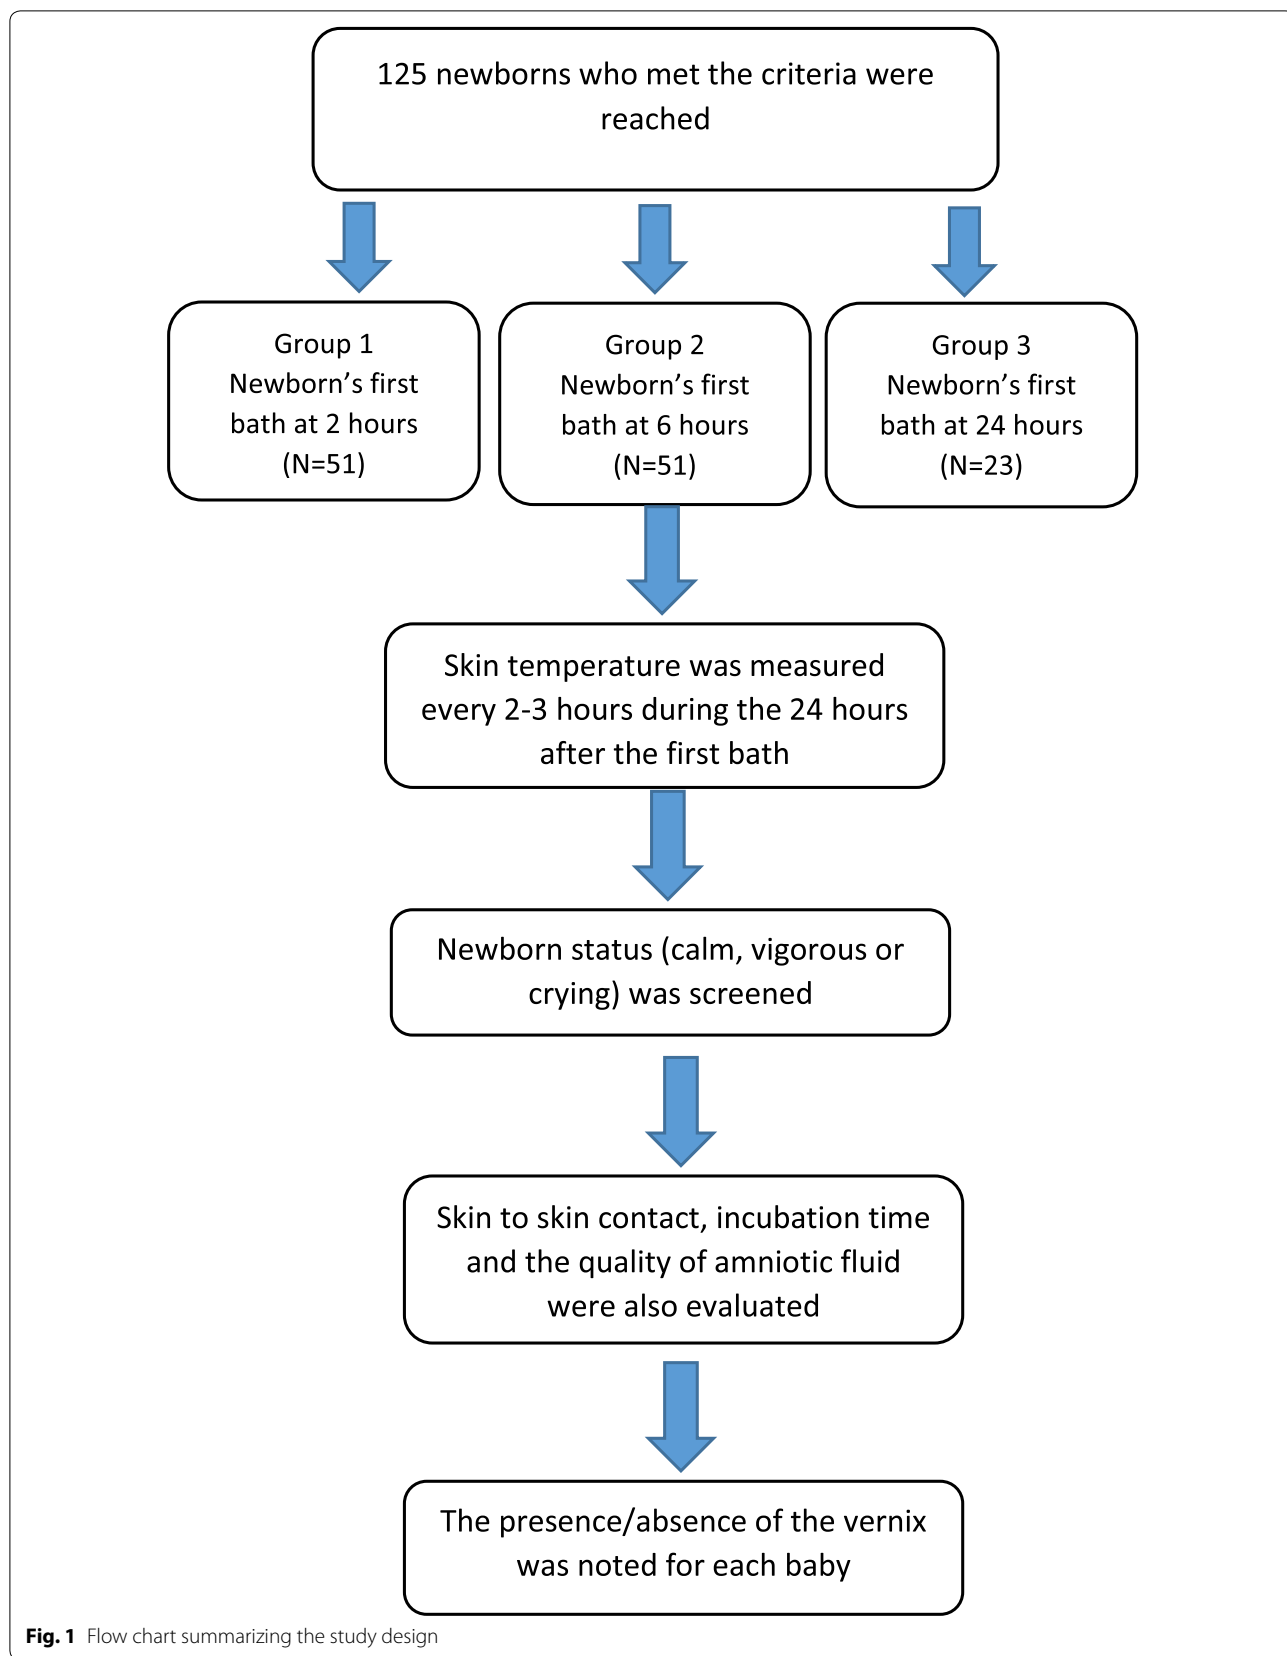 125 newborns who met the criteria were
reached
Group 1
Newborn’s first
bath at 2 hours
(N=51)
Group 2
Newborn’s first
bath at 6 hours
(N=51)
Group 3
Newborn’s first
bath at 24 hours
(N=23)
Skin temperature was measured
every 2-3 hours during the 24 hours
after the first bath
Newborn status (calm, vigorous or
crying) was screened
Skin to skin contact, incubation time
and the quality of amniotic fluid
were also evaluated
The presence/absence of the vernix
was noted for each baby
Fig. 1 Flow chart summarizing the study design